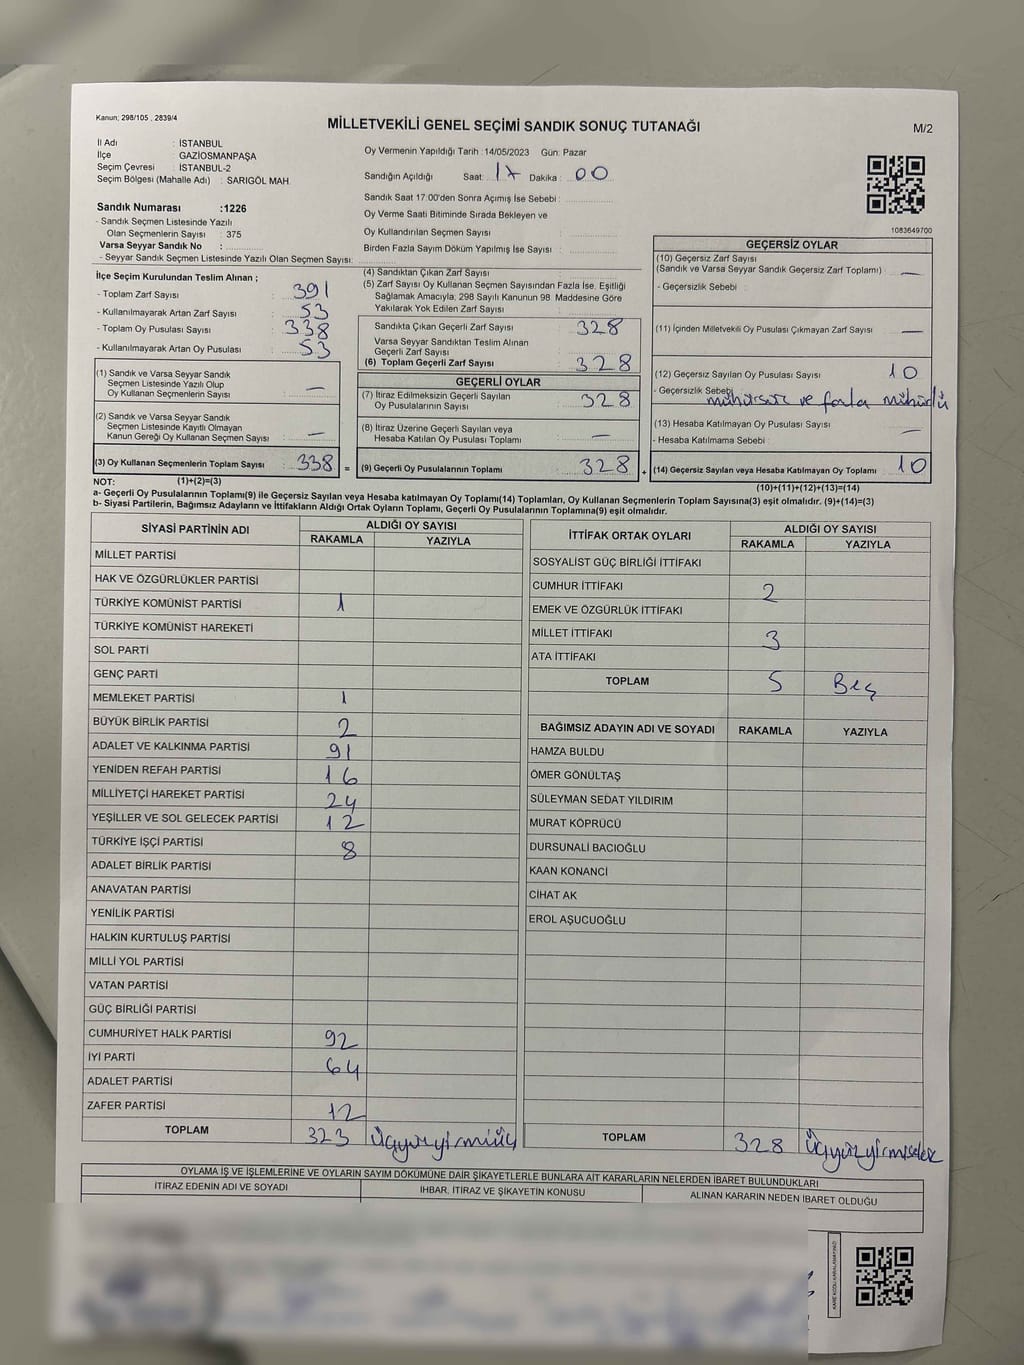 Kanun; 298/105 , 2839/4
MİLLETVEKİLİ GENEL SEÇİMİ SANDIK SONUÇ TUTANAĞI
M/2
İl Adı : İSTANBUL
İlçe : GAZİOSMANPAŞA
Seçim Çevresi : İSTANBUL-2
Seçim Bölgesi (Mahalle Adı) : SARIGÖL MAH.
Sandık Numarası :1226
- Sandık Seçmen Listesinde Yazılı
Olan Seçmenlerin Sayısı : 375
Varsa Seyyar Sandık No :
- Seyyar Sandık Seçmen Listesinde Yazılı Olan Seçmen Sayısı:
Oy Vermenin Yapıldığı Tarih :14/05/2023 Gün: Pazar
Sandığın Açıldığı Saat: 17 Dakika : 00
Sandık Saat 17:00'den Sonra Açımış İse Sebebi :
Oy Verme Saati Bitiminde Sırada Bekleyen ve
Oy Kullandırılan Seçmen Sayısı :
Birden Fazla Sayım Döküm Yapılmış İse Sayısı :
1083649700
İlçe Seçim Kurulundan Teslim Alınan ;
- Toplam Zarf Sayısı : 391
- Kullanılmayarak Artan Zarf Sayısı : 53
- Toplam Oy Pusulası Sayısı : 338
- Kullanılmayarak Artan Oy Pusulası : 53
(1) Sandık ve Varsa Seyyar Sandık
Seçmen Listesinde Yazılı Olup
Oy Kullanan Seçmenlerin Sayısı : —
(2) Sandık ve Varsa Seyyar Sandık
Seçmen Listesinde Kayıtlı Olmayan
Kanun Gereği Oy Kullanan Seçmen Sayısı : —
(3) Oy Kullanan Seçmenlerin Toplam Sayısı : 338 =
(4) Sandıktan Çıkan Zarf Sayısı :
(5) Zarf Sayısı Oy Kullanan Seçmen Sayısından Fazla İse, Eşitliği
Sağlamak Amacıyla; 298 Sayılı Kanunun 98 Maddesine Göre
Yakılarak Yok Edilen Zarf Sayısı :
Sandıkta Çıkan Geçerli Zarf Sayısı : 328
Varsa Seyyar Sandıktan Teslim Alınan
Geçerli Zarf Sayısı :
(6) Toplam Geçerli Zarf Sayısı : 328
GEÇERLİ OYLAR
(7) İtiraz Edilmeksizin Geçerli Sayılan
Oy Pusulalarının Sayısı : 328
(8) İtiraz Üzerine Geçerli Sayılan veya
Hesaba Katılan Oy Pusulası Toplamı : —
(9) Geçerli Oy Pusulalarının Toplamı : 328 +
GEÇERSİZ OYLAR
(10) Geçersiz Zarf Sayısı
(Sandık ve Varsa Seyyar Sandık Geçersiz Zarf Toplamı) : —
- Geçersizlik Sebebi :
(11) İçinden Milletvekili Oy Pusulası Çıkmayan Zarf Sayısı : —
(12) Geçersiz Sayılan Oy Pusulası Sayısı : 10
- Geçersizlik Sebebi : mühürsüz ve fazla mühürlü
(13) Hesaba Katılmayan Oy Pusulası Sayısı : —
- Hesaba Katılmama Sebebi :
(14) Geçersiz Sayılan veya Hesaba Katılmayan Oy Toplamı : 10
NOT: (1)+(2)=(3)
(10)+(11)+(12)+(13)=(14)
a- Geçerli Oy Pusulalarının Toplamı(9) ile Geçersiz Sayılan veya Hesaba katılmayan Oy Toplamı(14) Toplamları, Oy Kullanan Seçmenlerin Toplam Sayısına(3) eşit olmalıdır. (9)+(14)=(3)
b- Siyasi Partilerin, Bağımsız Adayların ve İttifakların Aldığı Ortak Oyların Toplamı, Geçerli Oy Pusulalarının Toplamına(9) eşit olmalıdır.
SİYASİ PARTİNİN ADI ALDIĞI OY SAYISI
RAKAMLA YAZIYLA
MİLLET PARTİSİ
HAK VE ÖZGÜRLÜKLER PARTİSİ
TÜRKİYE KOMÜNİST PARTİSİ 1
TÜRKİYE KOMÜNİST HAREKETİ
SOL PARTİ
GENÇ PARTİ
MEMLEKET PARTİSİ 1
BÜYÜK BİRLİK PARTİSİ 2
ADALET VE KALKINMA PARTİSİ 91
YENİDEN REFAH PARTİSİ 16
MİLLİYETÇİ HAREKET PARTİSİ 24
YEŞİLLER VE SOL GELECEK PARTİSİ 12
TÜRKİYE İŞÇİ PARTİSİ 8
ADALET BİRLİK PARTİSİ
ANAVATAN PARTİSİ
YENİLİK PARTİSİ
HALKIN KURTULUŞ PARTİSİ
MİLLİ YOL PARTİSİ
VATAN PARTİSİ
GÜÇ BİRLİĞİ PARTİSİ
CUMHURİYET HALK PARTİSİ 92
İYİ PARTİ 64
ADALET PARTİSİ
ZAFER PARTİSİ 12
TOPLAM 323 Üçyüzyirmiüç
İTTİFAK ORTAK OYLARI ALDIĞI OY SAYISI
RAKAMLA YAZIYLA
SOSYALİST GÜÇ BİRLİĞİ İTTİFAKI
CUMHUR İTTİFAKI 2
EMEK VE ÖZGÜRLÜK İTTİFAKI
MİLLET İTTİFAKI 3
ATA İTTİFAKI
TOPLAM 5 Beş
BAĞIMSIZ ADAYIN ADI VE SOYADI RAKAMLA YAZIYLA
HAMZA BULDU
ÖMER GÖNÜLTAŞ
SÜLEYMAN SEDAT YILDIRIM
MURAT KÖPRÜCÜ
DURSUNALİ BACIOĞLU
KAAN KONANCİ
CİHAT AK
EROL AŞUCUOĞLU
TOPLAM 328 Üçyüzyirmisekiz
OYLAMA İŞ VE İŞLEMLERİNE VE OYLARIN SAYIM DÖKÜMÜNE DAİR ŞİKAYETLERLE BUNLARA AİT KARARLARIN NELERDEN İBARET BULUNDUKLARI
İTİRAZ EDENİN ADI VE SOYADI İHBAR, İTİRAZ VE ŞİKAYETİN KONUSU ALINAN KARARIN NEDEN İBARET OLDUĞU
KARE KODU KARALAMAYINIZ!